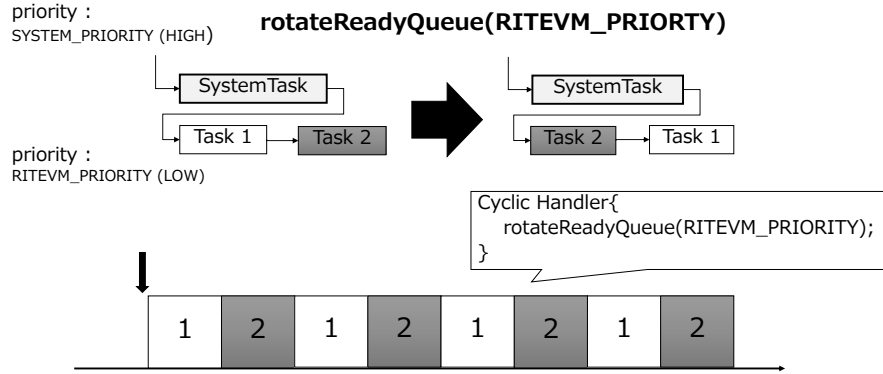 priority :
SYSTEM_PRIORITY (HIGH)
rotateReadyQueue(RITEVM_PRIORTY)
SystemTask
Task 1
Task 2
SystemTask
Task 2
Task 1
priority :
RITEVM_PRIORITY (LOW)
Cyclic Handler{
rotateReadyQueue(RITEVM_PRIORITY);
}
1 2 1 2 1 2 1 2